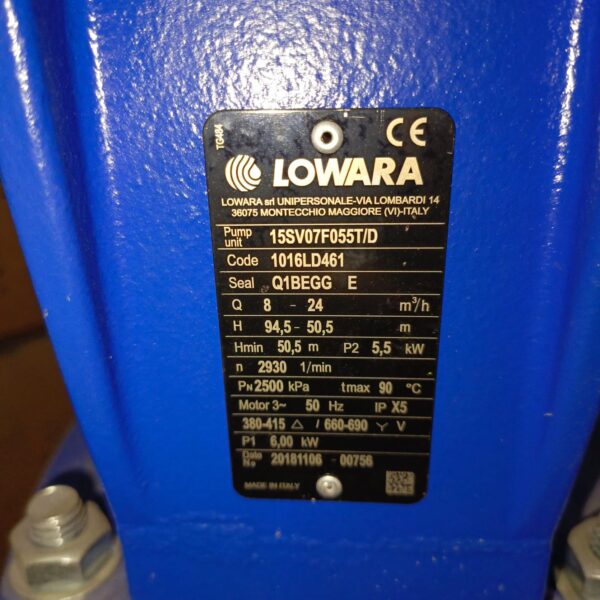 TG484
CE
LOWARA
LOWARA srl UNIPERSONALE-VIA LOMBARDI 14
36075 MONTECCHIO MAGGIORE (VI)-ITALY
Pump unit 15SV07F055T/D
Code 1016LD461
Seal Q1BEGG E
Q 8 - 24 m³/h
H 94,5 - 50,5 m
Hmin 50,5 m P2 5,5 kW
n 2930 1/min
PN 2500 kPa tmax 90 °C
Motor 3~ 50 Hz IP X5
380-415 △ / 660-690 Y V
P1 6,00 kW
Date No 20181106 00756
MADE IN ITALY